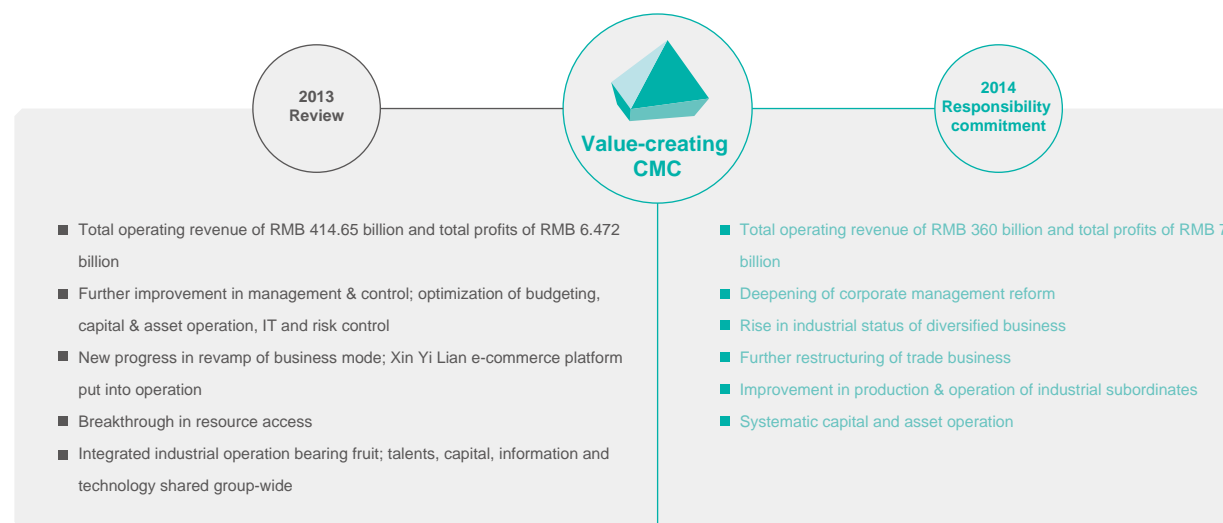 2013
Review
Value-creating
CMC
2014
Responsibility
commitment
Total operating revenue of RMB 414.65 billion and total profits of RMB 6.472
billion
Further improvement in management & control; optimization of budgeting,
capital & asset operation, IT and risk control
New progress in revamp of business mode; Xin Yi Lian e-commerce platform
put into operation
Breakthrough in resource access
Integrated industrial operation bearing fruit; talents, capital, information and
technology shared group-wide
Total operating revenue of RMB 360 billion and total profits of RMB
billion
Deepening of corporate management reform
Rise in industrial status of diversified business
Further restructuring of trade business
Improvement in production & operation of industrial subordinates
Systematic capital and asset operation